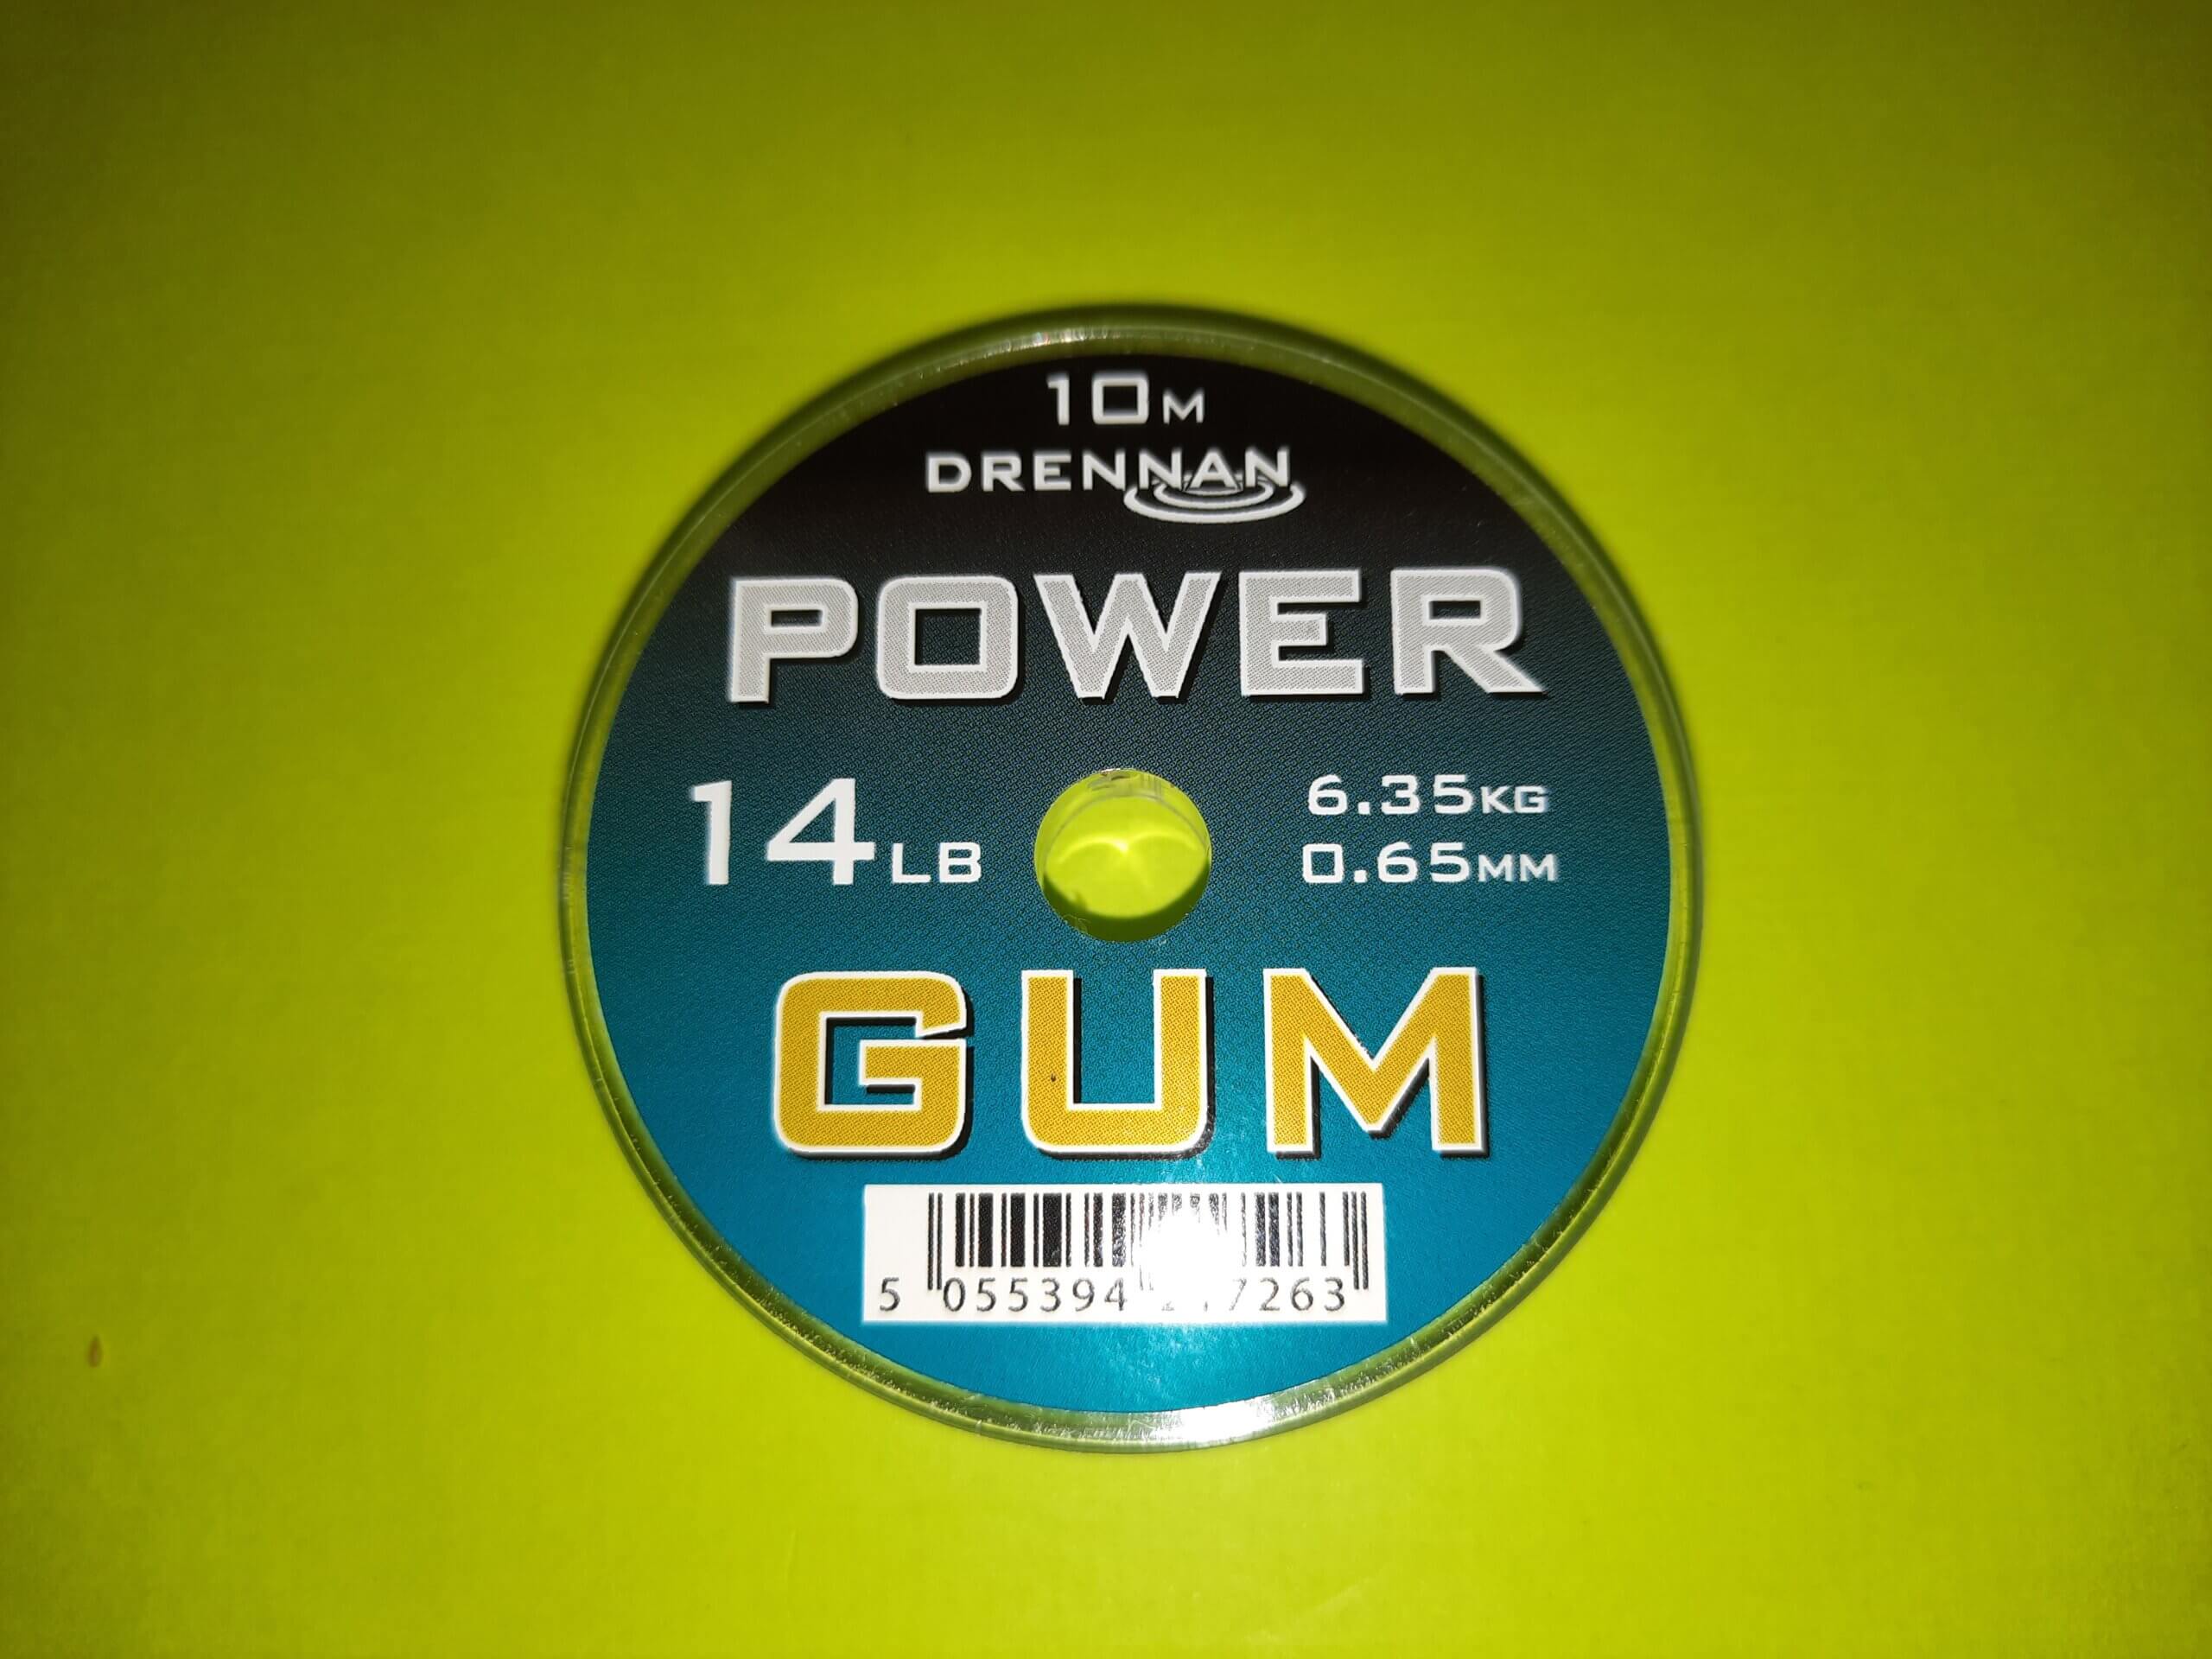 10M
DRENNAN
POWER
14LB
6.35KG
0.65MM
GUM